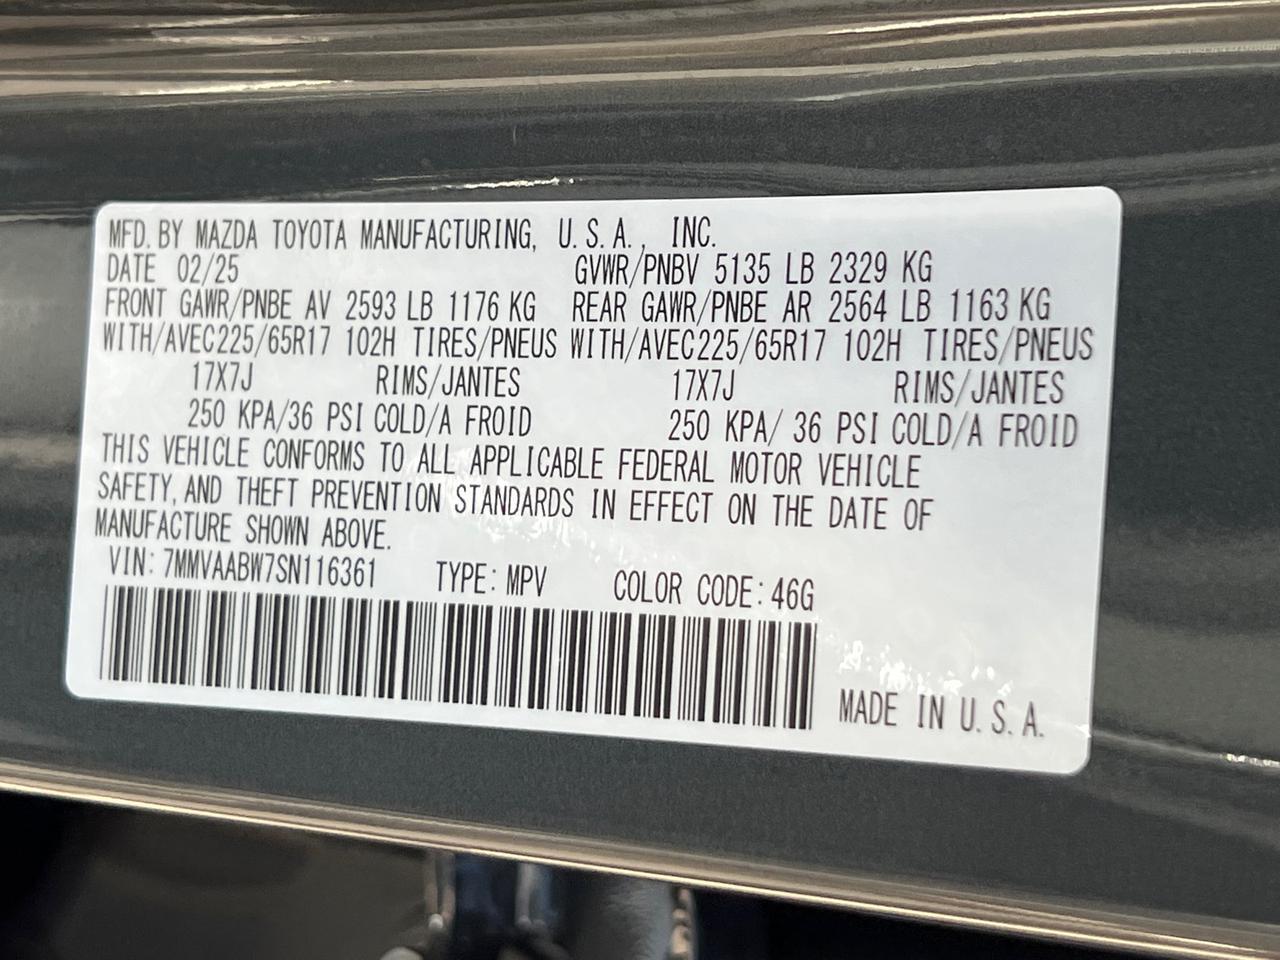 MFD. BY MAZDA TOYOTA MANUFACTURING, U.S.A., INC.
DATE 02/25 GVWR/PNBV 5135 LB 2329 KG
FRONT GAWR/PNBE AV 2593 LB 1176 KG REAR GAWR/PNBE AR 2564 LB 1163 KG
WITH/AVEC225/65R17 102H TIRES/PNEUS WITH/AVEC225/65R17 102H TIRES/PNEUS
17X7J RIMS/JANTES 17X7J RIMS/JANTES
250 KPA/36 PSI COLD/A FROID 250 KPA/ 36 PSI COLD/A FROID
THIS VEHICLE CONFORMS TO ALL APPLICABLE FEDERAL MOTOR VEHICLE
SAFETY, AND THEFT PREVENTION STANDARDS IN EFFECT ON THE DATE OF
MANUFACTURE SHOWN ABOVE.
VIN: 7MMVAABW7SN116361 TYPE: MPV COLOR CODE: 46G
MADE IN U.S.A.